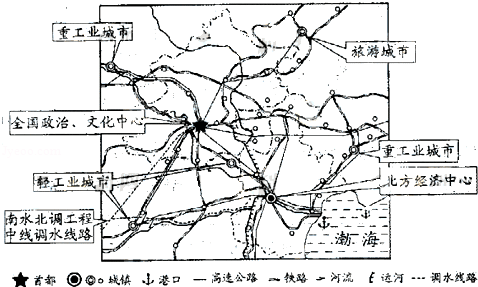 重工业城市
旅游城市
全国政治、文化中心
重工业城市
轻工业城市
北方经济中心
南水北调工程
中线调水线路
渤海
首都 城镇 港口 高速公路 铁路 河流 运河 调水线路